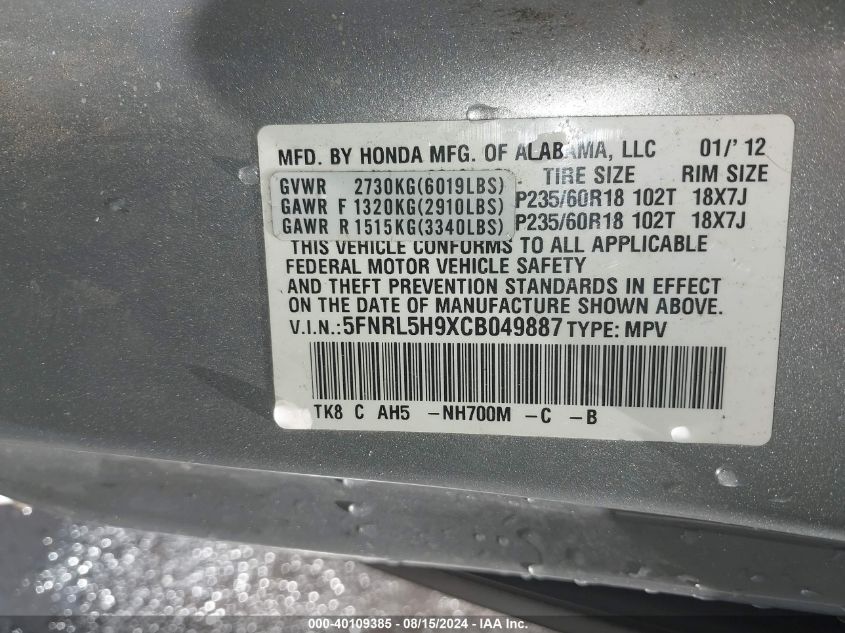 MFD. BY HONDA MFG. OF ALABAMA, LLC 01/'12
TIRE SIZE RIM SIZE
GVWR 2730KG(6019LBS)
GAWR F 1320KG(2910LBS) P235/60R18 102T 18X7J
GAWR R 1515KG(3340LBS) P235/60R18 102T 18X7J
THIS VEHICLE CONFORMS TO ALL APPLICABLE
FEDERAL MOTOR VEHICLE SAFETY
AND THEFT PREVENTION STANDARDS IN EFFECT
ON THE DATE OF MANUFACTURE SHOWN ABOVE.
V.I.N.: 5FNRL5H9XCB049887 TYPE: MPV
TK8 C AH5 -NH700M -C -B
000-40109385 - 08/15/2024 - IAA Inc.